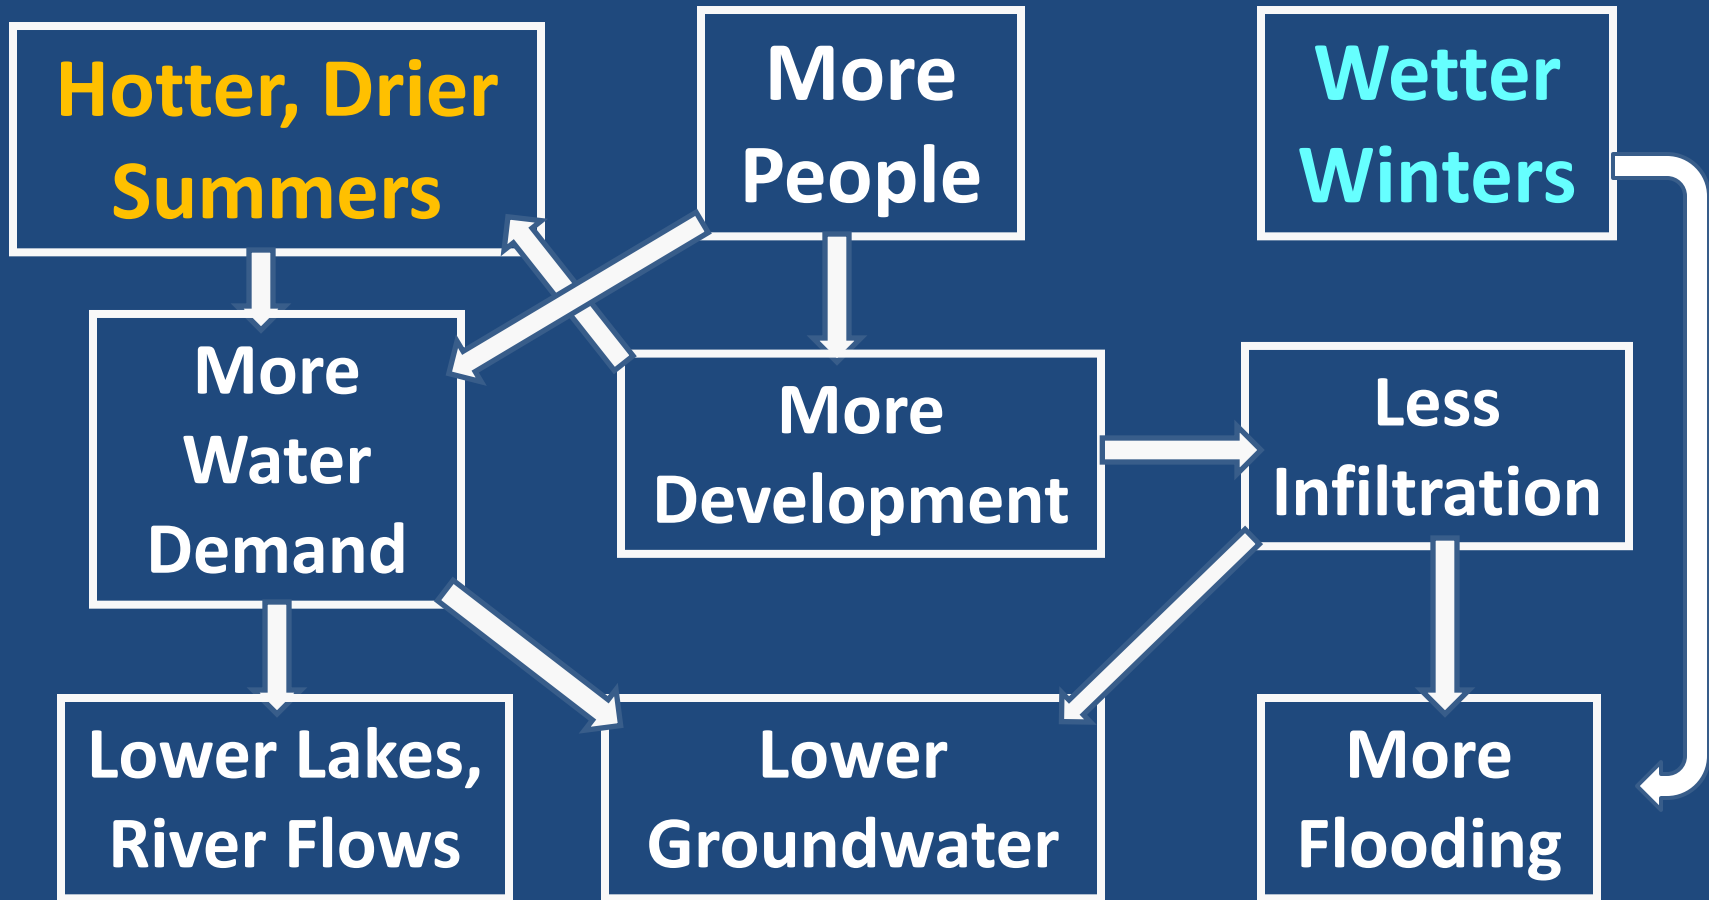 Hotter, Drier
Summers
More
People
Wetter
Winters
More
Water
Demand
More
Development
Less
Infiltration
Lower Lakes,
River Flows
Lower
Groundwater
More
Flooding